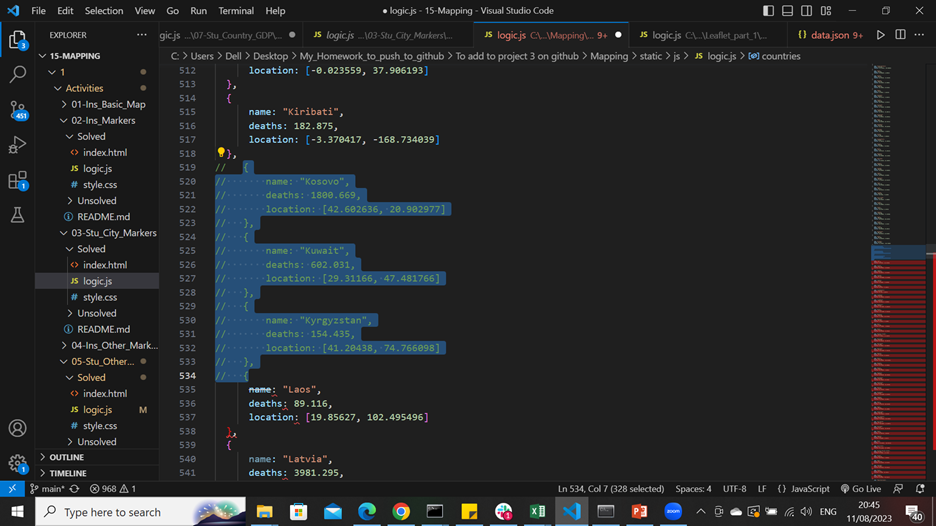 File Edit Selection View Go Run Terminal Help
● logic.js - 15-Mapping - Visual Studio Code
EXPLORER ...
gic.js ...\07-Stu_Country_GDP\... ●
JS logic.js ...\03-Stu_City_Markers\...
JS logic.js C:\...\Mapping\... 9+ ●
JS logic.js C:\...\Leaflet_part_1\...
{} data.json 9+ ●
C: > Users > Dell > Desktop > My_Homework_to_push_to_github > To add to project 3 on github > Mapping > static > js > JS logic.js > countries
15-MAPPING
1
Activities
01-Ins_Basic_Map
02-Ins_Markers
Solved
<> index.html
JS logic.js
# style.css
Unsolved
README.md
03-Stu_City_Markers
Solved
<> index.html
JS logic.js
# style.css
Unsolved
README.md
04-Ins_Other_Mark...
05-Stu_Other...
Solved
<> index.html
JS logic.js M
# style.css
Unsolved
OUTLINE
TIMELINE
451
1
1
512 location: [-0.023559, 37.906193]
513 },
514 {
515 name: "Kiribati",
516 deaths: 182.875,
517 location: [-3.370417, -168.734039]
518 },
519 // {
520 // name: "Kosovo",
521 // deaths: 1800.669,
522 // location: [42.602636, 20.902977]
523 // },
524 // {
525 // name: "Kuwait",
526 // deaths: 602.031,
527 // location: [29.31166, 47.481766]
528 // },
529 // {
530 // name: "Kyrgyzstan",
531 // deaths: 154.435,
532 // location: [41.20438, 74.766098]
533 // },
534 // {
535 name: "Laos",
536 deaths: 89.116,
537 location: [19.85627, 102.495496]
538 },
539 {
540 name: "Latvia",
541 deaths: 3981.295,
main* 968 1
Ln 534, Col 7 (328 selected) Spaces: 4 UTF-8 LF {} JavaScript Go Live
Type here to search
zoom
ENG
20:45
11/08/2023
40